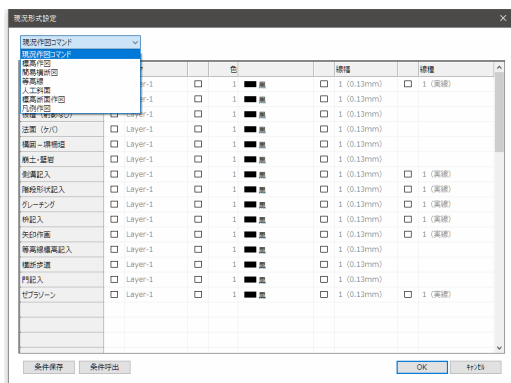 現況形式設定
現況作図コマンド
現況作図コマンド
標高作図
簡易横断図
等高線
人工斜面
標高断面作図
凡例作図
色 線幅 線種
1 黒 1 (0.13mm) 1 (実線)
Layer-1 1 黒 1 (0.13mm)
法面 (ケバ) Layer-1 1 黒 1 (0.13mm)
構囲~堀柵垣 Layer-1 1 黒 1 (0.13mm)
崩土・壁岩 Layer-1 1 黒 1 (0.13mm)
側溝記入 Layer-1 1 黒 1 (0.13mm) 1 (実線)
階段形状記入 Layer-1 1 黒 1 (0.13mm) 1 (実線)
グレーチング Layer-1 1 黒 1 (0.13mm) 1 (実線)
枡記入 Layer-1 1 黒 1 (0.13mm) 1 (実線)
矢印作画 Layer-1 1 黒 1 (0.13mm) 1 (実線)
等高線標高記入 Layer-1 1 黒 1 (0.13mm)
横断歩道 Layer-1 1 黒 1 (0.13mm)
門記入 Layer-1 1 黒 1 (0.13mm)
ゼブラゾーン Layer-1 1 黒 1 (0.13mm) 1 (実線)
条件保存 条件呼出 OK キャンセル